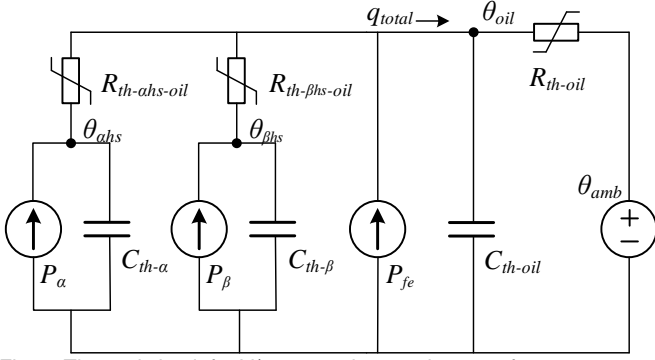 q_total
θ_oil
R_th-αhs-oil
R_th-βhs-oil
R_th-oil
θ_αhs
θ_βhs
θ_amb
+
−
P_α
C_th-α
P_β
C_th-β
P_fe
C_th-oil